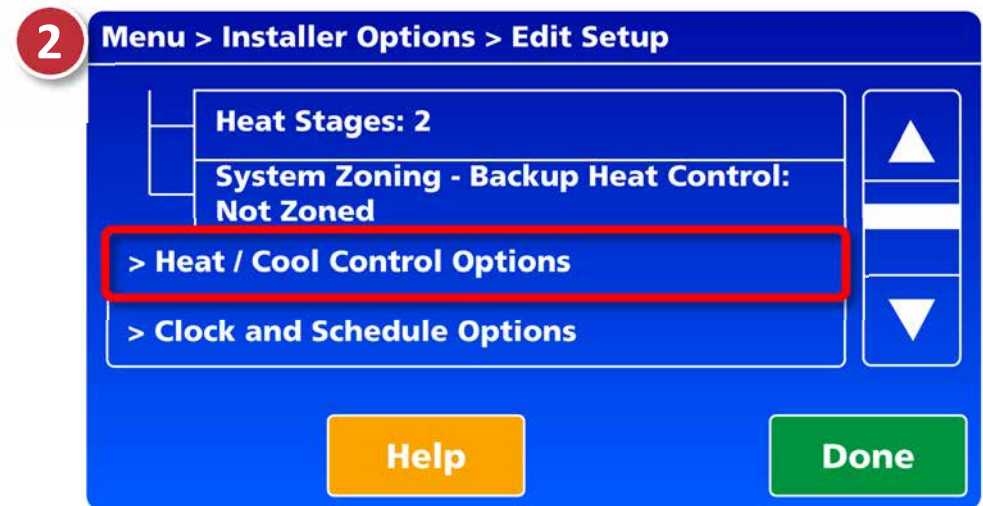 2
Menu > Installer Options > Edit Setup
Heat Stages: 2
System Zoning - Backup Heat Control:
Not Zoned
> Heat / Cool Control Options
> Clock and Schedule Options
Help
Done